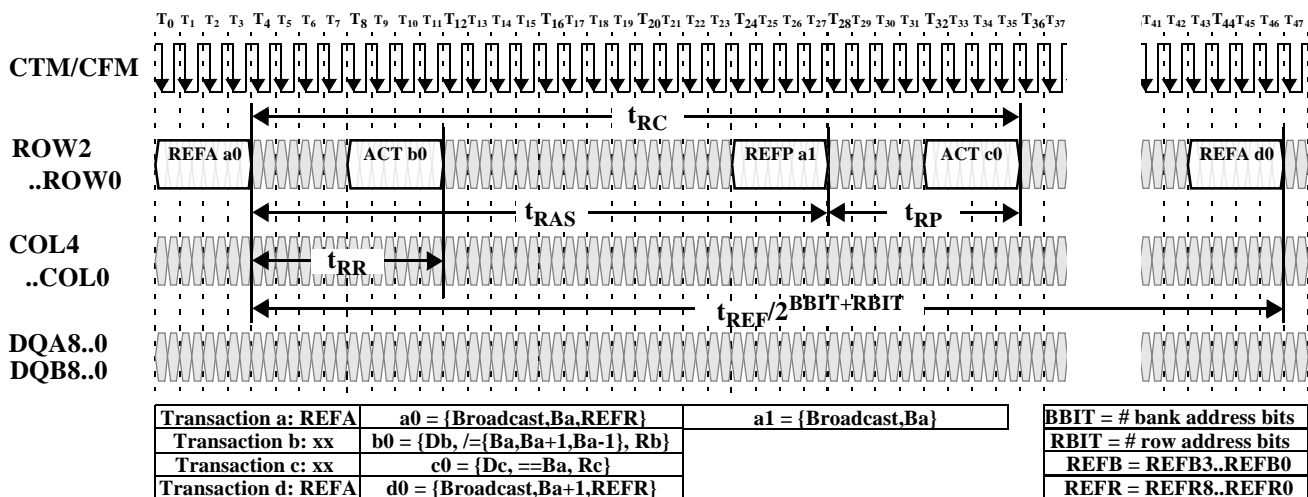 T0 T1 T2 T3 T4 T5 T6 T7 T8 T9 T10 T11 T12 T13 T14 T15 T16 T17 T18 T19 T20 T21 T22 T23 T24 T25 T26 T27 T28 T29 T30 T31 T32 T33 T34 T35 T36 T37 T41 T42 T43 T44 T45 T46 T47
CTM/CFM
tRC
ROW2
..ROW0
REFA a0 ACT b0 REFP a1 ACT c0 REFA d0
tRAS tRP
COL4
..COL0
tRR
tREF/2^BBIT+RBIT
DQA8..0
DQB8..0
Transaction a: REFA a0 = {Broadcast,Ba,REFR} a1 = {Broadcast,Ba}
Transaction b: xx b0 = {Db, /={Ba,Ba+1,Ba-1}, Rb}
Transaction c: xx c0 = {Dc, ==Ba, Rc}
Transaction d: REFA d0 = {Broadcast,Ba+1,REFR}
BBIT = # bank address bits
RBIT = # row address bits
REFB = REFB3..REFB0
REFR = REFR8..REFR0